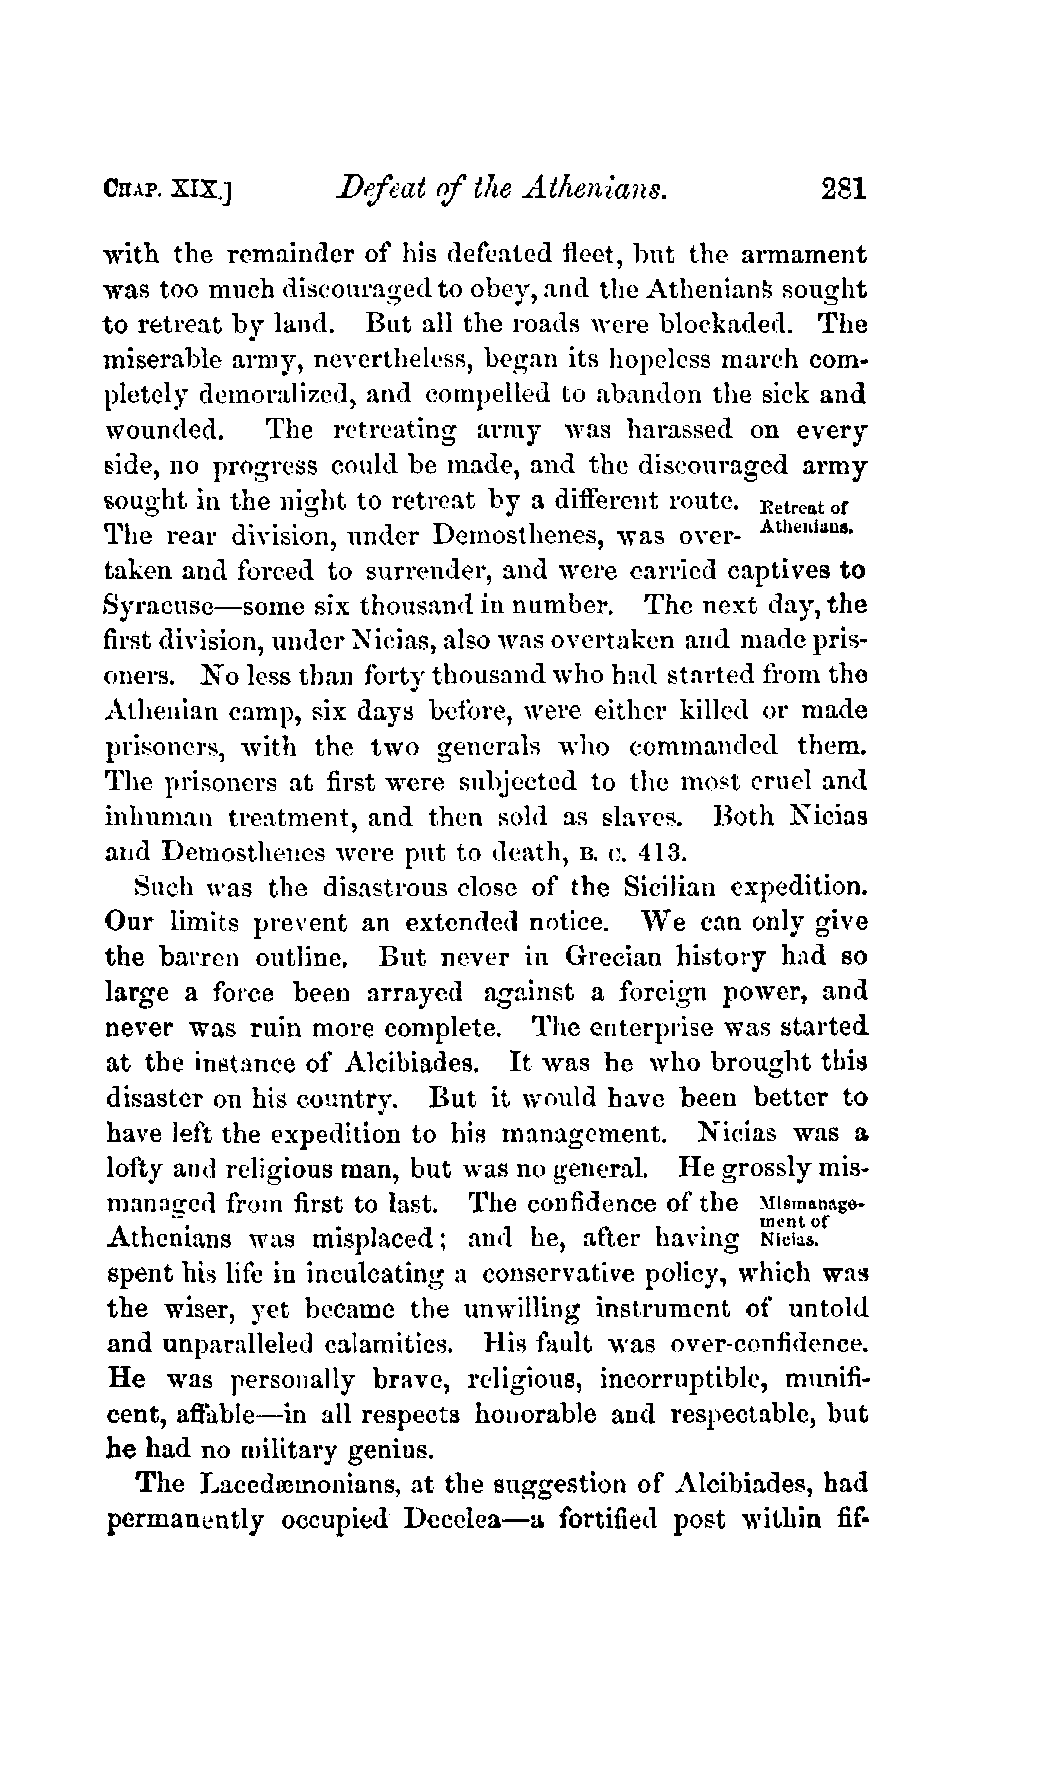 CHAP. XIX.] Defeat of the Athenians. 281
with the remainder of his defeated fleet, but the armament
was too much discouraged to obey, and the Athenians sought
to retreat by land. But all the roads were blockaded. The
miserable army, nevertheless, began its hopeless march com-
pletely demoralized, and compelled to abandon the sick and
wounded. The retreating army was harassed on every
side, no progress could be made, and the discouraged army
sought in the night to retreat by a different route.
Retreat of
Athenians.
The rear division, under Demosthenes, was over-
taken and forced to surrender, and were carried captives to
Syracuse—some six thousand in number. The next day, the
first division, under Nicias, also was overtaken and made pris-
oners. No less than forty thousand who had started from the
Athenian camp, six days before, were either killed or made
prisoners, with the two generals who commanded them.
The prisoners at first were subjected to the most cruel and
inhuman treatment, and then sold as slaves. Both Nicias
and Demosthenes were put to death, B. C. 413.
Such was the disastrous close of the Sicilian expedition.
Our limits prevent an extended notice. We can only give
the barren outline. But never in Grecian history had so
large a force been arrayed against a foreign power, and
never was ruin more complete. The enterprise was started
at the instance of Alcibiades. It was he who brought this
disaster on his country. But it would have been better to
have left the expedition to his management. Nicias was a
lofty and religious man, but was no general. He grossly mis-
managed from first to last. The confidence of the
Mismanage-
ment of
Nicias.
Athenians was misplaced; and he, after having
spent his life in inculcating a conservative policy, which was
the wiser, yet became the unwilling instrument of untold
and unparalleled calamities. His fault was over-confidence.
He was personally brave, religious, incorruptible, munifi-
cent, affable—in all respects honorable and respectable, but
he had no military genius.
The Lacedæmonians, at the suggestion of Alcibiades, had
permanently occupied Decelea—a fortified post within fif-